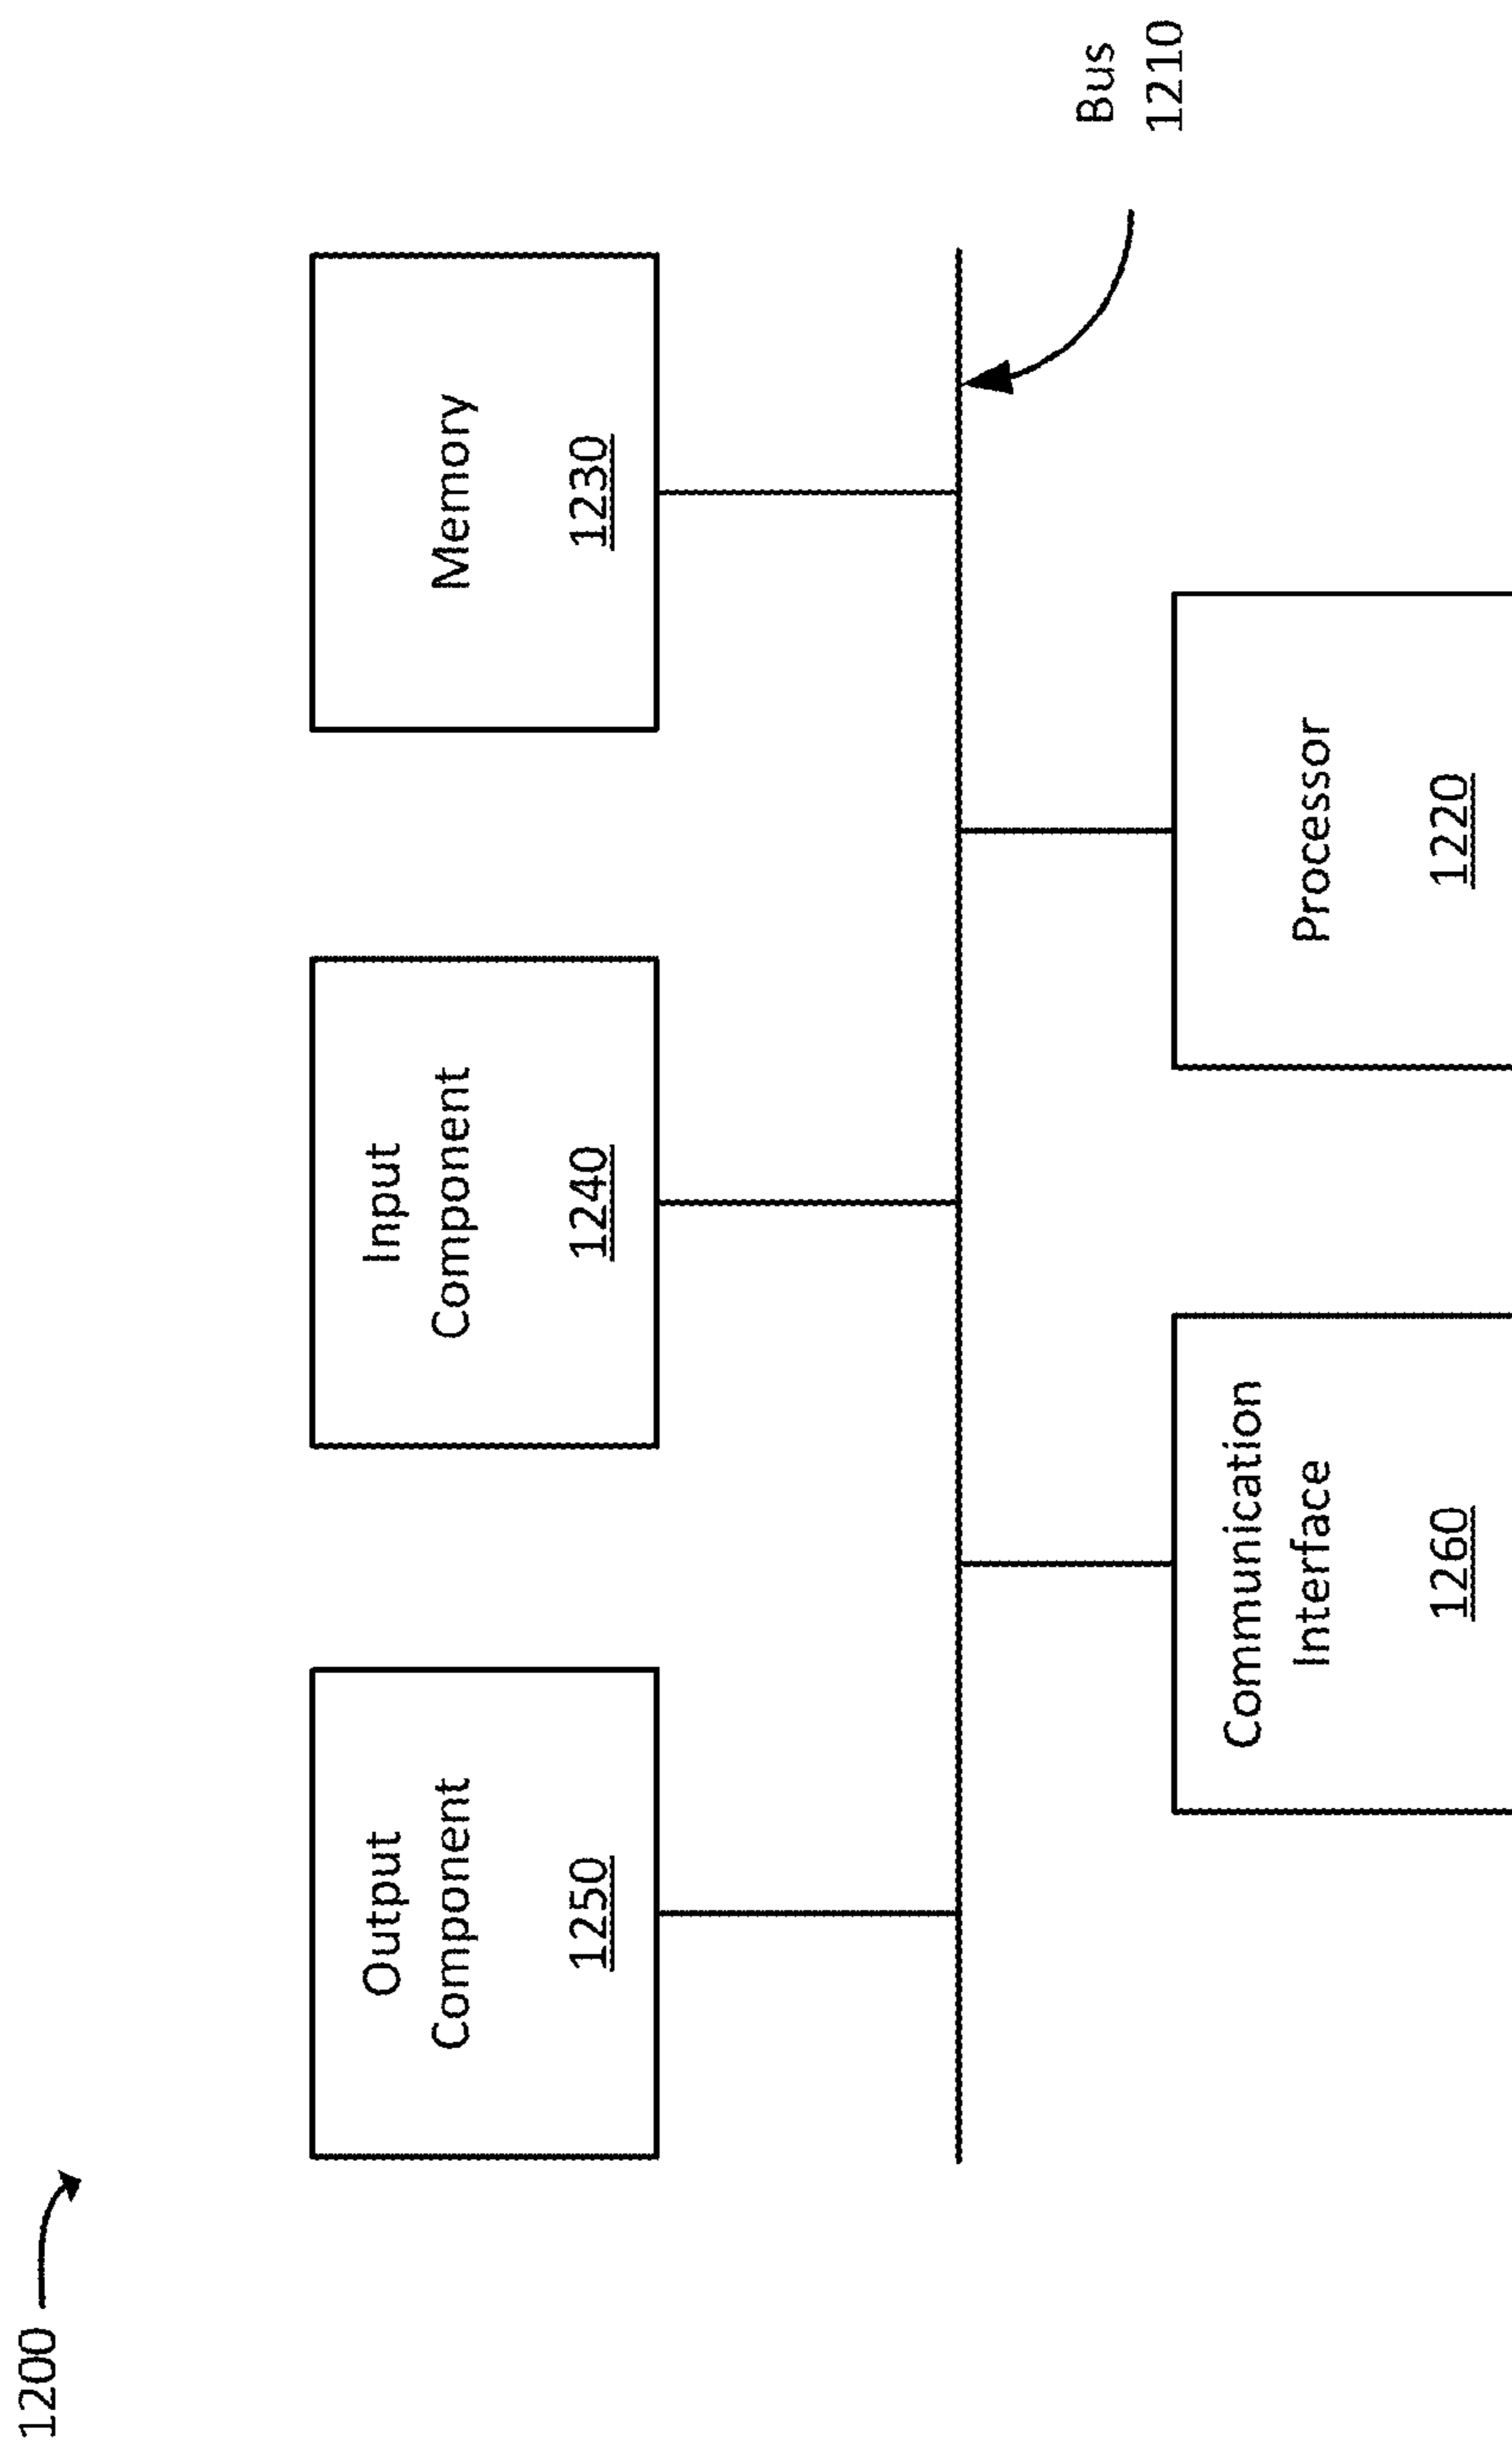 1200
Output
Component
1250
Input
Component
1240
Memory
1230
Bus
1210
Communication
Interface
1260
Processor
1220